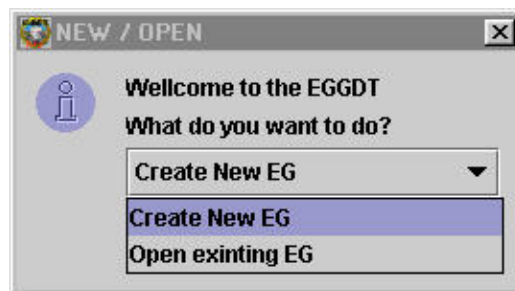 NEW / OPEN
Wellcome to the EGGDT
What do you want to do?
Create New EG
Create New EG
Open exinting EG